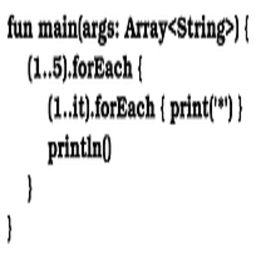 fun main(args: Array<String>) {
    (1..5).forEach {
        (1..it).forEach { print('*') }
        println()
    }
}